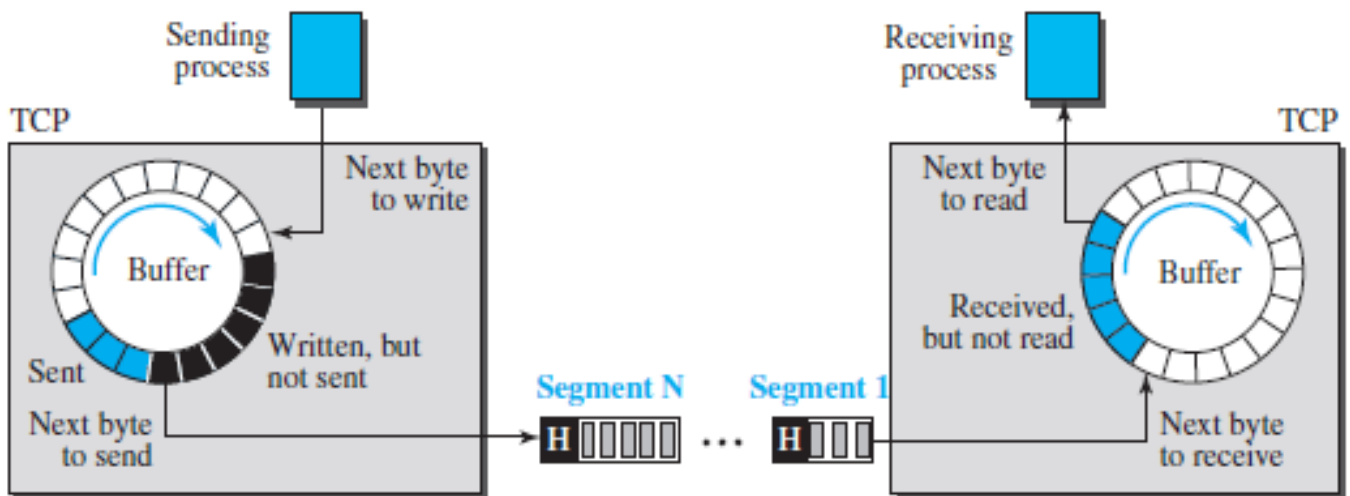 Sending
process
Receiving
process
TCP
TCP
Next byte
to write
Next byte
to read
Buffer
Buffer
Received,
but not read
Written, but
not sent
Sent
Segment N
Segment 1
H
...
H
Next byte
to send
Next byte
to receive